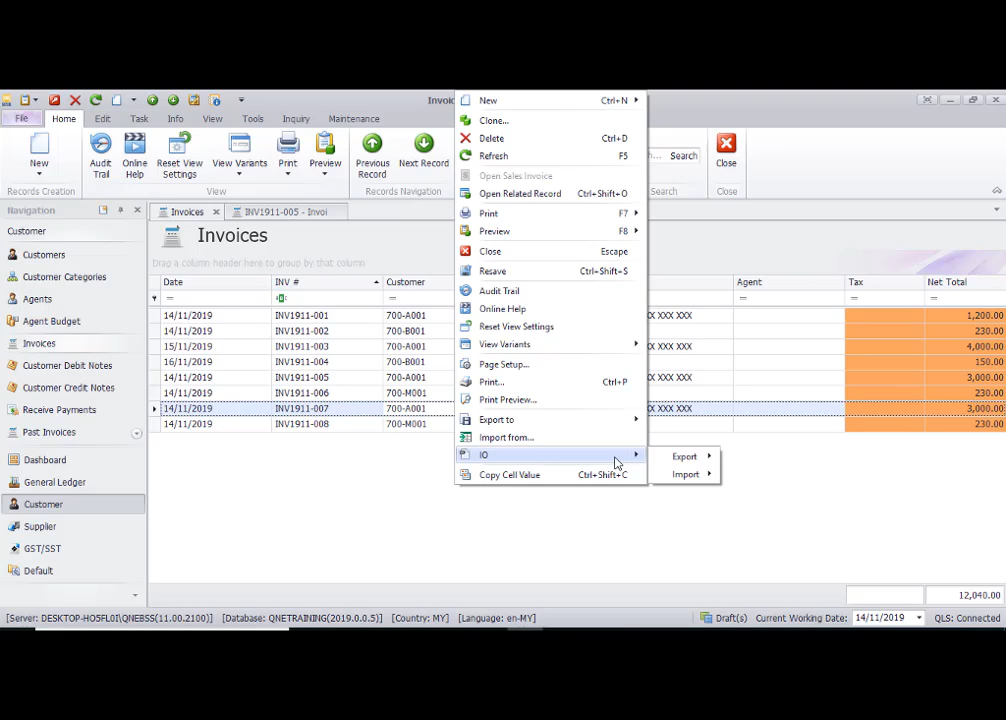 Invoic
File Home Edit Task Info View Tools Inquiry Maintenance
New
Audit Trail
Online Help
Reset View Settings
View Variants
Print
Preview
Previous Record
Next Record
h... Search
Close
Records Creation View Records Navigation Search Close
Navigation
Customer
Customers
Customer Categories
Agents
Agent Budget
Invoices
Customer Debit Notes
Customer Credit Notes
Receive Payments
Past Invoices
Dashboard
General Ledger
Customer
Supplier
GST/SST
Default
Invoices INV1911-005 - Invoi
Invoices
Drag a column header here to group by that column
Date INV # Customer Agent Tax Net Total
= = = = =
14/11/2019 INV1911-001 700-A001 XXX XXX 1,200.00
14/11/2019 INV1911-002 700-B001 230.00
15/11/2019 INV1911-003 700-A001 XXX XXX 4,000.00
16/11/2019 INV1911-004 700-B001 150.00
14/11/2019 INV1911-005 700-A001 XXX XXX 3,000.00
14/11/2019 INV1911-006 700-M001 230.00
14/11/2019 INV1911-007 700-A001 XXX XXX 3,000.00
14/11/2019 INV1911-008 700-M001 230.00
12,040.00
New Ctrl+N
Clone...
Delete Ctrl+D
Refresh F5
Open Sales Invoice
Open Related Record Ctrl+Shift+O
Print F7
Preview F8
Close Escape
Resave Ctrl+Shift+S
Audit Trail
Online Help
Reset View Settings
View Variants
Page Setup...
Print... Ctrl+P
Print Preview...
Export to
Import from...
IO
Copy Cell Value Ctrl+Shift+C
Export
Import
[Server: DESKTOP-HO5FL0I\QNEBSS(11.00.2100)] [Database: QNETRAINING(2019.0.0.5)] [Country: MY] [Language: en-MY] Draft(s) Current Working Date: 14/11/2019 QLS: Connected